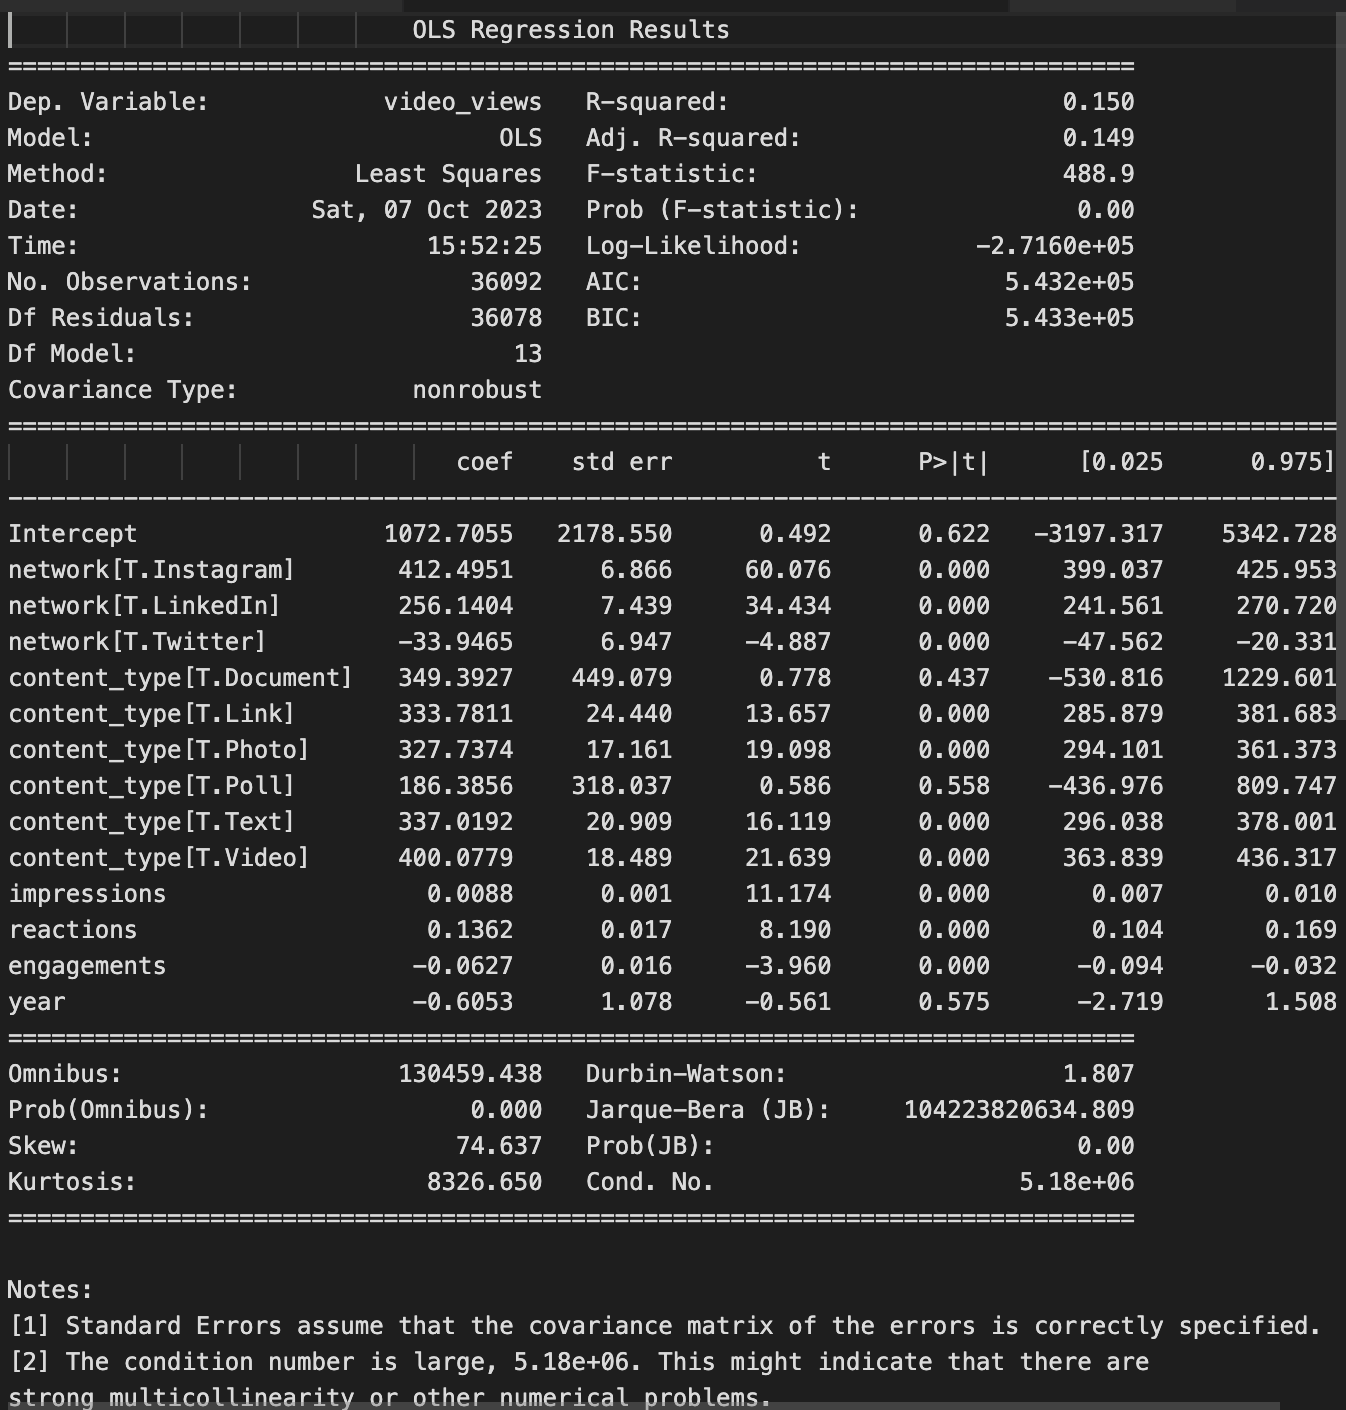 OLS Regression Results
==============================================================================
Dep. Variable: video_views R-squared: 0.150
Model: OLS Adj. R-squared: 0.149
Method: Least Squares F-statistic: 488.9
Date: Sat, 07 Oct 2023 Prob (F-statistic): 0.00
Time: 15:52:25 Log-Likelihood: -2.7160e+05
No. Observations: 36092 AIC: 5.432e+05
Df Residuals: 36078 BIC: 5.433e+05
Df Model: 13
Covariance Type: nonrobust
============================================================================================
coef std err t P>|t| [0.025 0.975]
--------------------------------------------------------------------------------------------
Intercept 1072.7055 2178.550 0.492 0.622 -3197.317 5342.728
network[T.Instagram] 412.4951 6.866 60.076 0.000 399.037 425.953
network[T.LinkedIn] 256.1404 7.439 34.434 0.000 241.561 270.720
network[T.Twitter] -33.9465 6.947 -4.887 0.000 -47.562 -20.331
content_type[T.Document] 349.3927 449.079 0.778 0.437 -530.816 1229.601
content_type[T.Link] 333.7811 24.440 13.657 0.000 285.879 381.683
content_type[T.Photo] 327.7374 17.161 19.098 0.000 294.101 361.373
content_type[T.Poll] 186.3856 318.037 0.586 0.558 -436.976 809.747
content_type[T.Text] 337.0192 20.909 16.119 0.000 296.038 378.001
content_type[T.Video] 400.0779 18.489 21.639 0.000 363.839 436.317
impressions 0.0088 0.001 11.174 0.000 0.007 0.010
reactions 0.1362 0.017 8.190 0.000 0.104 0.169
engagements -0.0627 0.016 -3.960 0.000 -0.094 -0.032
year -0.6053 1.078 -0.561 0.575 -2.719 1.508
==============================================================================
Omnibus: 130459.438 Durbin-Watson: 1.807
Prob(Omnibus): 0.000 Jarque-Bera (JB): 104223820634.809
Skew: 74.637 Prob(JB): 0.00
Kurtosis: 8326.650 Cond. No. 5.18e+06
==============================================================================
Notes:
[1] Standard Errors assume that the covariance matrix of the errors is correctly specified.
[2] The condition number is large, 5.18e+06. This might indicate that there are
strong multicollinearity or other numerical problems.